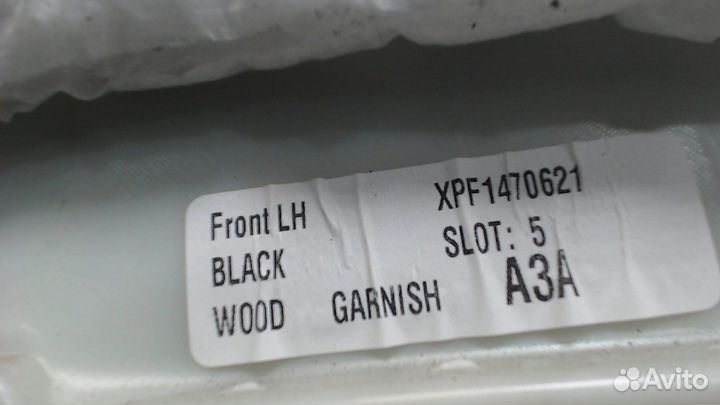 Front LH XPF1470621
BLACK SLOT: 5
WOOD GARNISH A3A
Avito